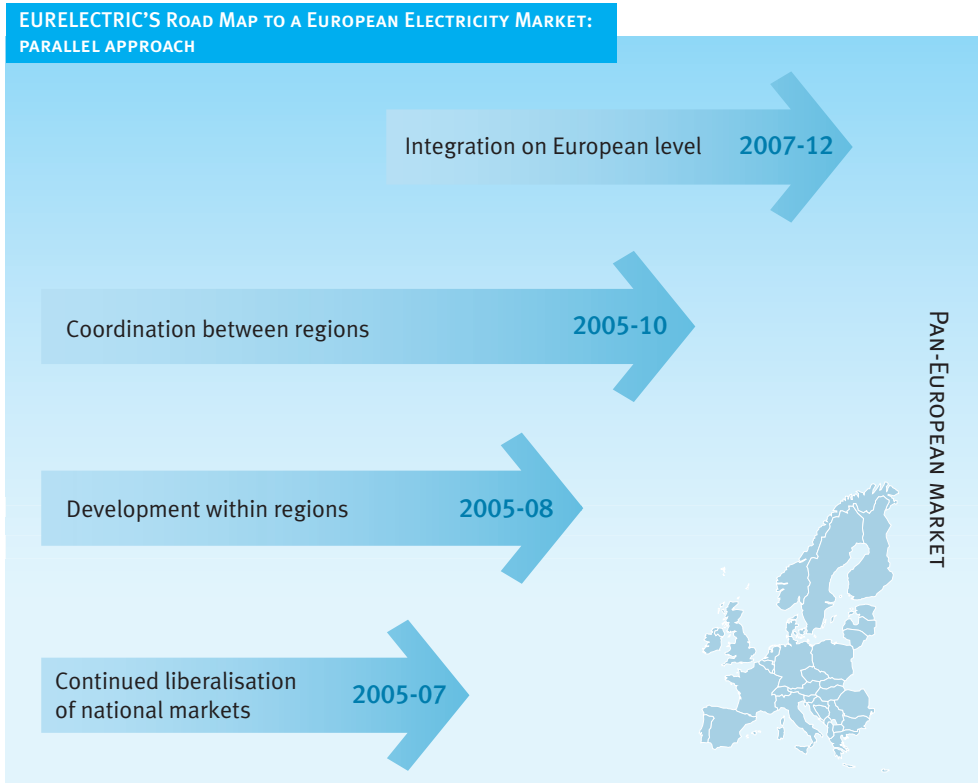 EURELECTRIC'S ROAD MAP TO A EUROPEAN ELECTRICITY MARKET:
PARALLEL APPROACH
Integration on European level 2007-12
Coordination between regions 2005-10
Development within regions 2005-08
Continued liberalisation
of national markets
2005-07
PAN-EUROPEAN MARKET